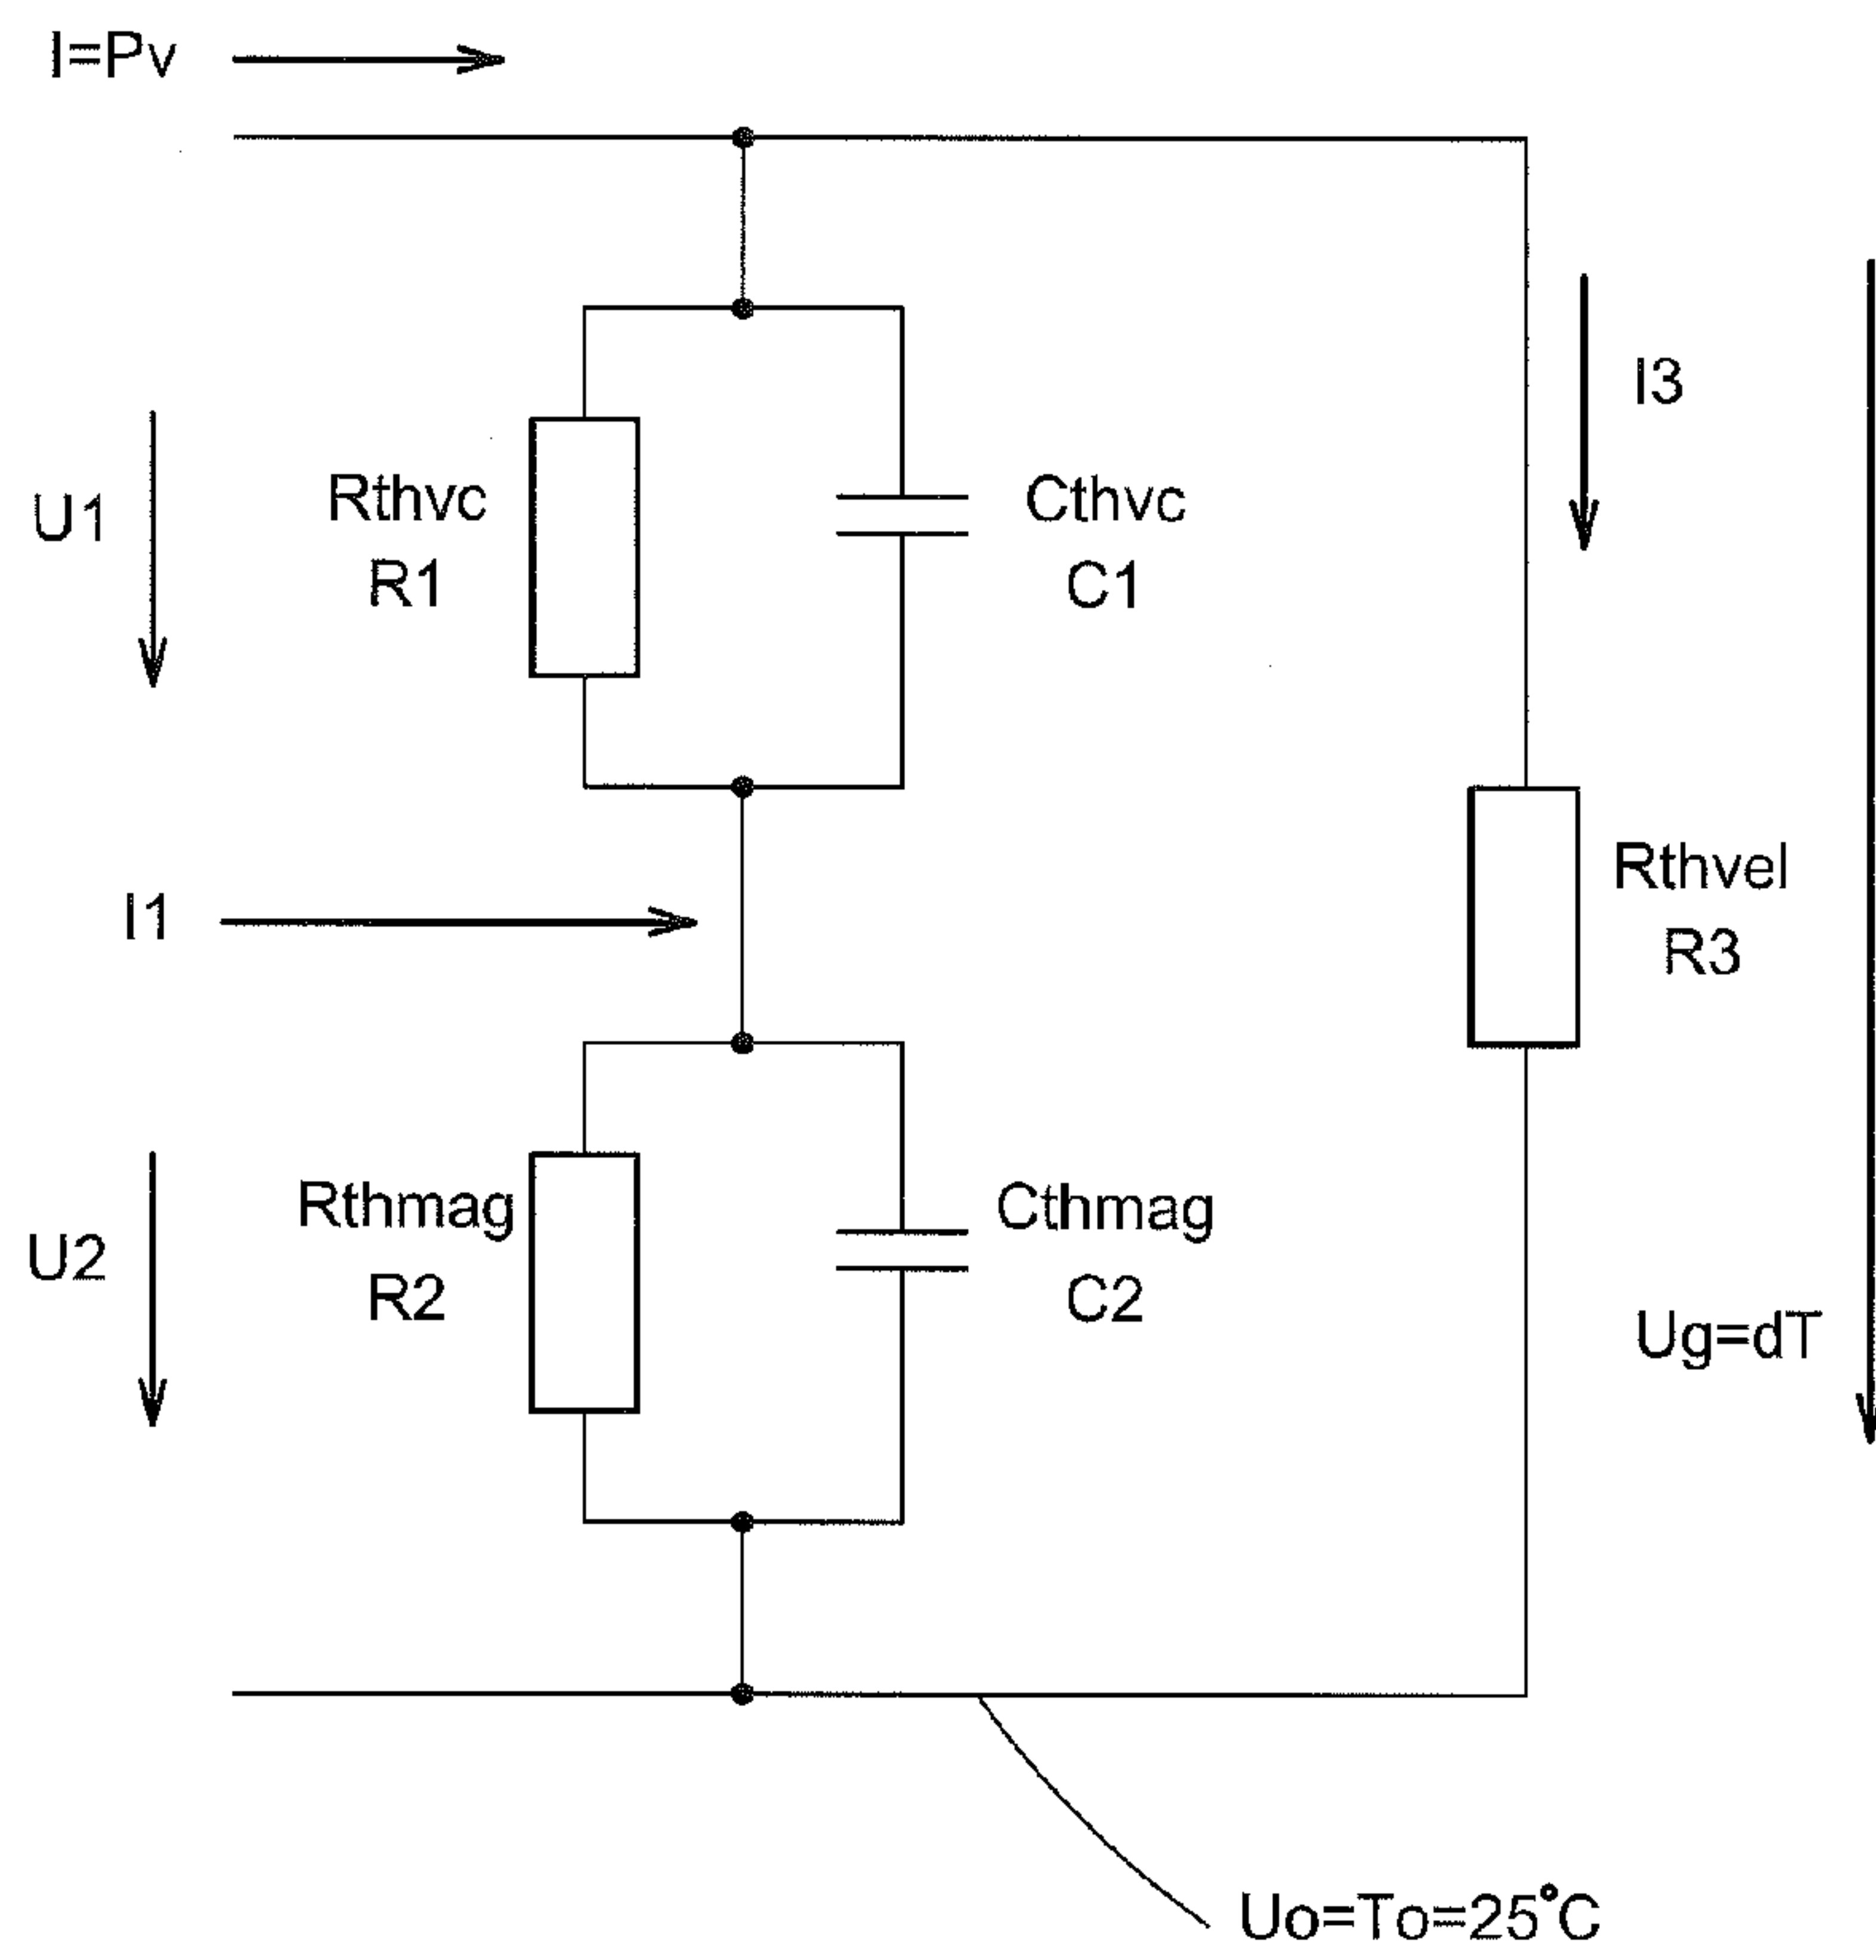 I=Pv
I3
U1
Rthvc
R1
Cthvc
C1
I1
Rthvel
R3
U2
Rthmag
R2
Cthmag
C2
Ug=dT
Uo=To=25°C